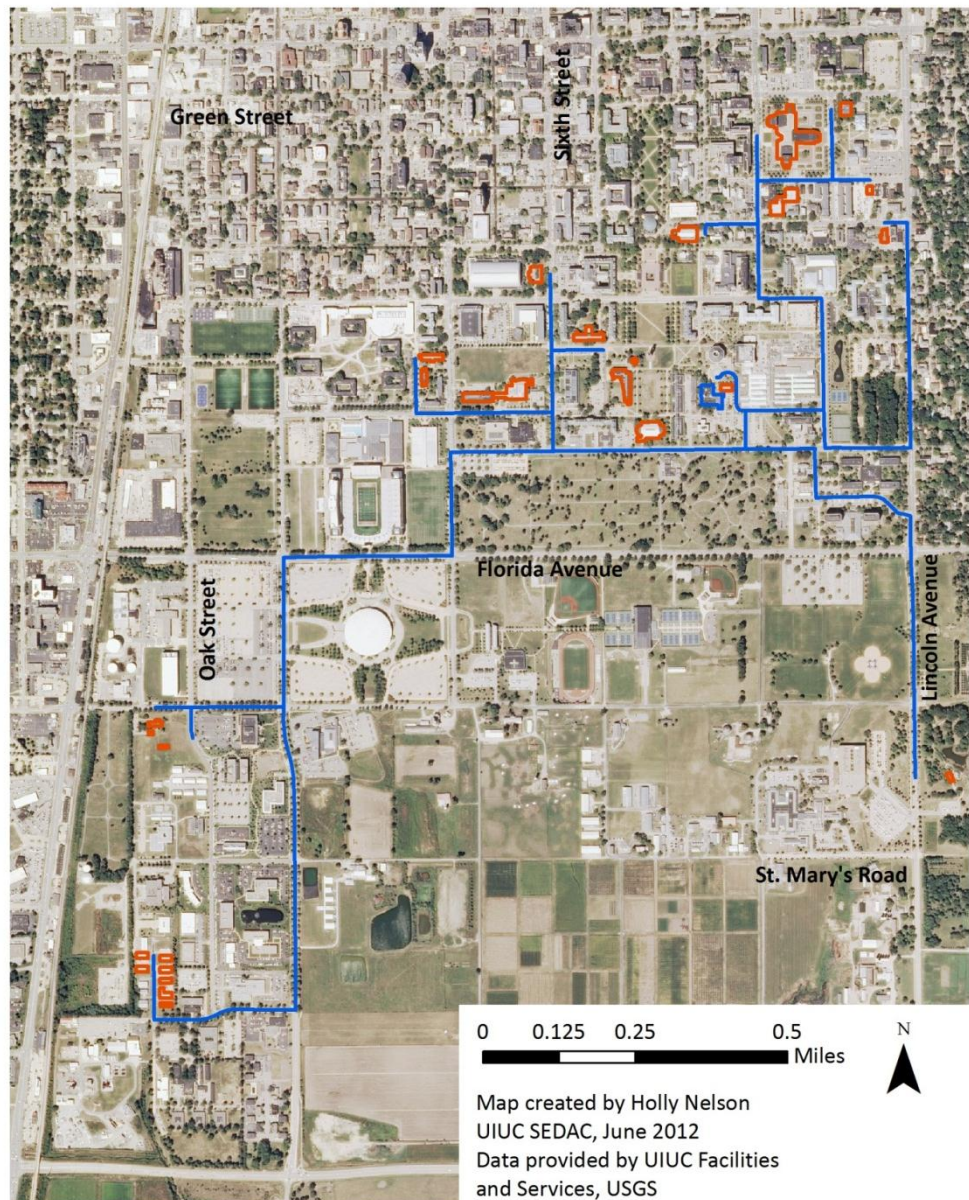 Green Street
Sixth Street
Florida Avenue
Oak Street
Lincoln Avenue
St. Mary's Road
0 0.125 0.25 0.5
Miles
N
Map created by Holly Nelson
UIUC SEDAC, June 2012
Data provided by UIUC Facilities
and Services, USGS